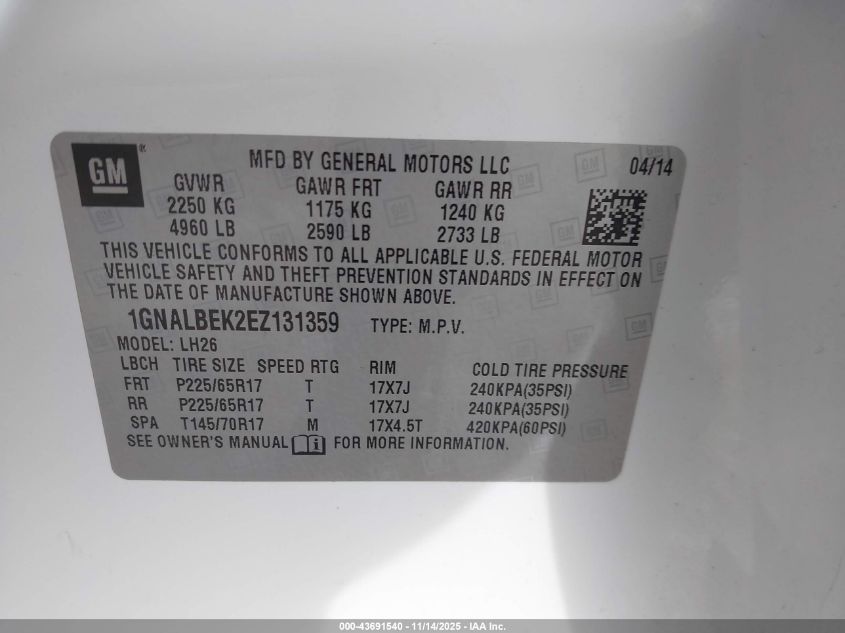 GM ®
MFD BY GENERAL MOTORS LLC 04/14
GVWR GAWR FRT GAWR RR
2250 KG 1175 KG 1240 KG
4960 LB 2590 LB 2733 LB
THIS VEHICLE CONFORMS TO ALL APPLICABLE U.S. FEDERAL MOTOR
VEHICLE SAFETY AND THEFT PREVENTION STANDARDS IN EFFECT ON
THE DATE OF MANUFACTURE SHOWN ABOVE.
1GNALBEK2EZ131359 TYPE: M.P.V.
MODEL: LH26
LBCH TIRE SIZE SPEED RTG RIM COLD TIRE PRESSURE
FRT P225/65R17 T 17X7J 240KPA(35PSI)
RR P225/65R17 T 17X7J 240KPA(35PSI)
SPA T145/70R17 M 17X4.5T 420KPA(60PSI)
SEE OWNER'S MANUAL i FOR MORE INFORMATION.
000-43691540 - 11/14/2025 - IAA Inc.